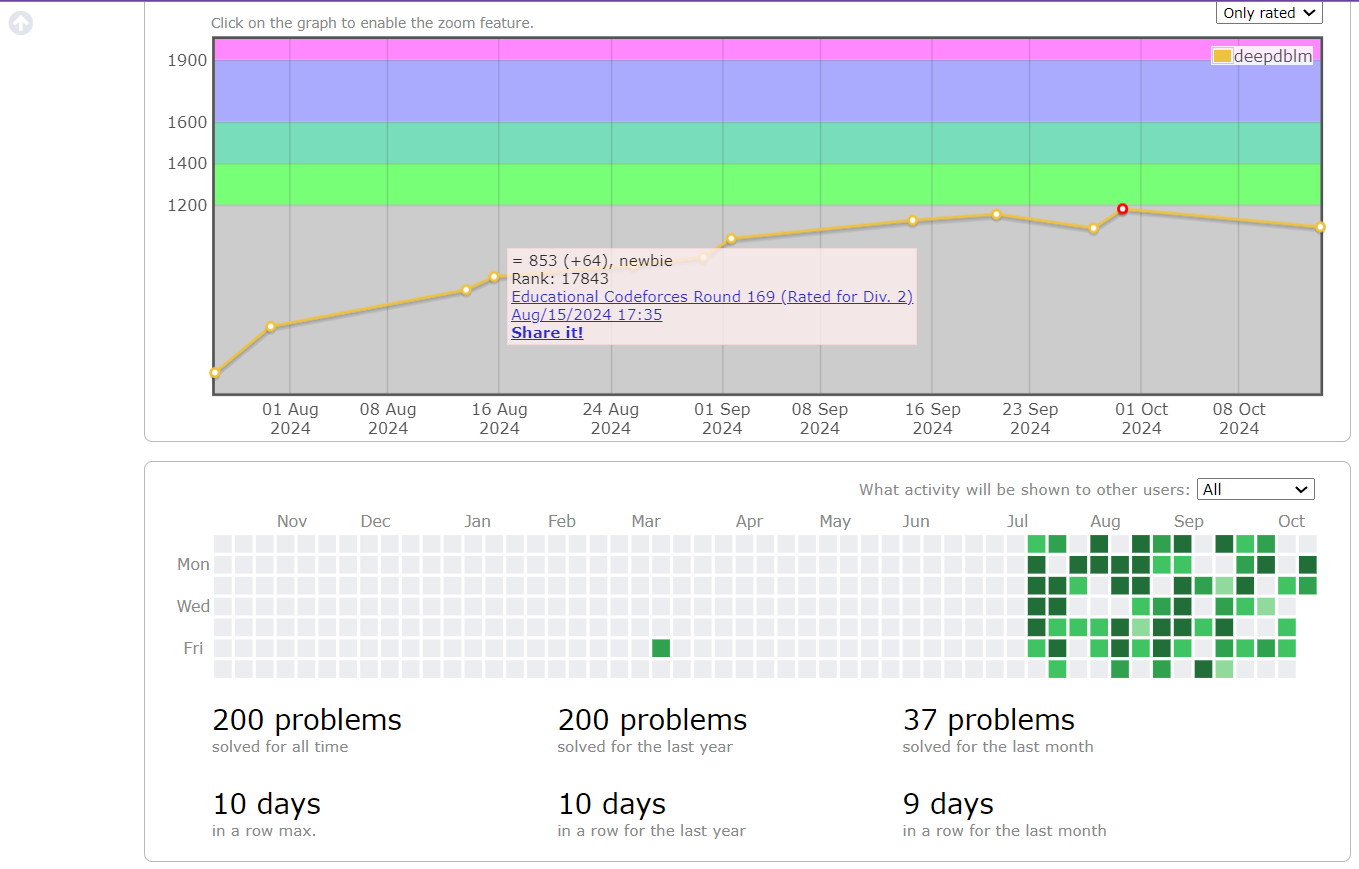 Click on the graph to enable the zoom feature.
Only rated
deepdblm
1900
1600
1400
1200
= 853 (+64), newbie
Rank: 17843
Educational Codeforces Round 169 (Rated for Div. 2)
Aug/15/2024 17:35
Share it!
01 Aug 08 Aug 16 Aug 24 Aug 01 Sep 08 Sep 16 Sep 23 Sep 01 Oct 08 Oct
2024 2024 2024 2024 2024 2024 2024 2024 2024 2024
What activity will be shown to other users: All
Nov Dec Jan Feb Mar Apr May Jun Jul Aug Sep Oct
Mon
Wed
Fri
200 problems 200 problems 37 problems
solved for all time solved for the last year solved for the last month
10 days 10 days 9 days
in a row max. in a row for the last year in a row for the last month